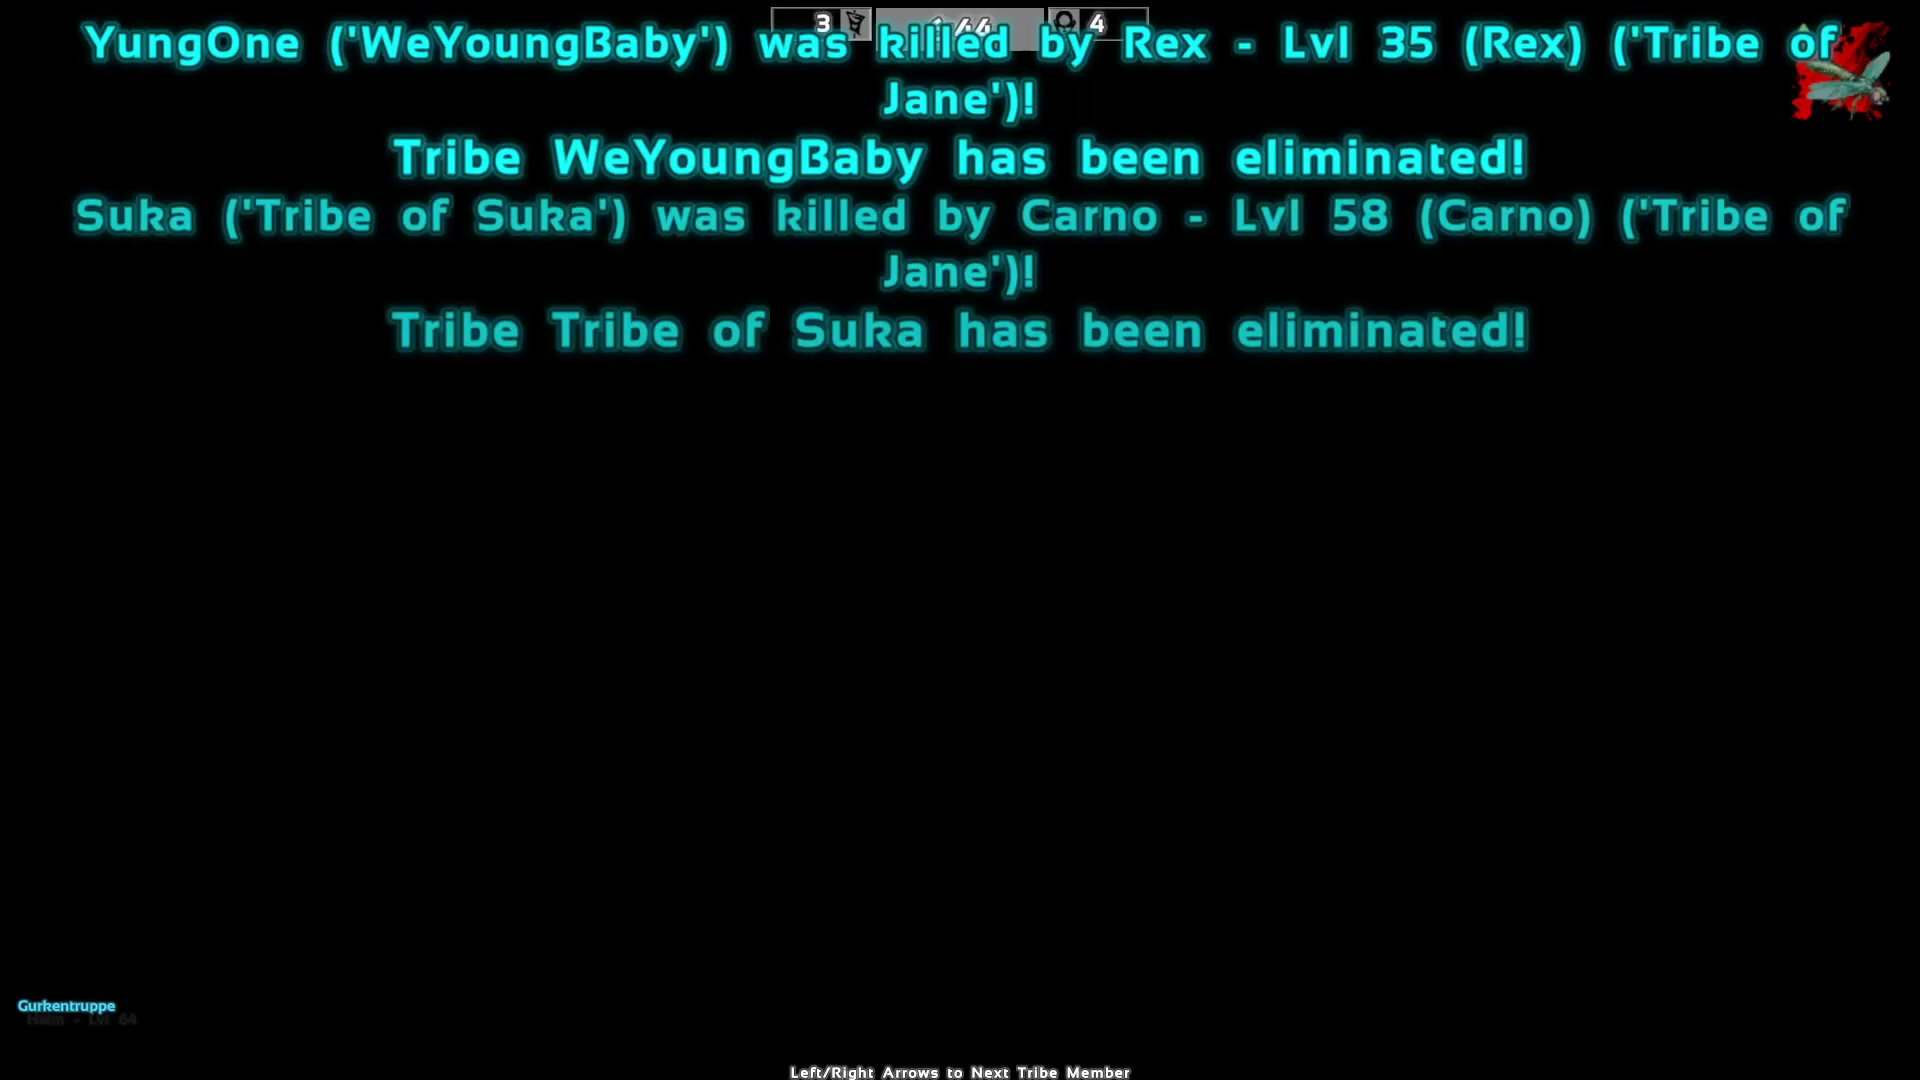 3 4
YungOne ('WeYoungBaby') was killed by Rex - Lvl 35 (Rex) ('Tribe of
Jane')!
Tribe WeYoungBaby has been eliminated!
Suka ('Tribe of Suka') was killed by Carno - Lvl 58 (Carno) ('Tribe of
Jane')!
Tribe Tribe of Suka has been eliminated!
Gurkentruppe
- Lvl 64
Left/Right Arrows to Next Tribe Member